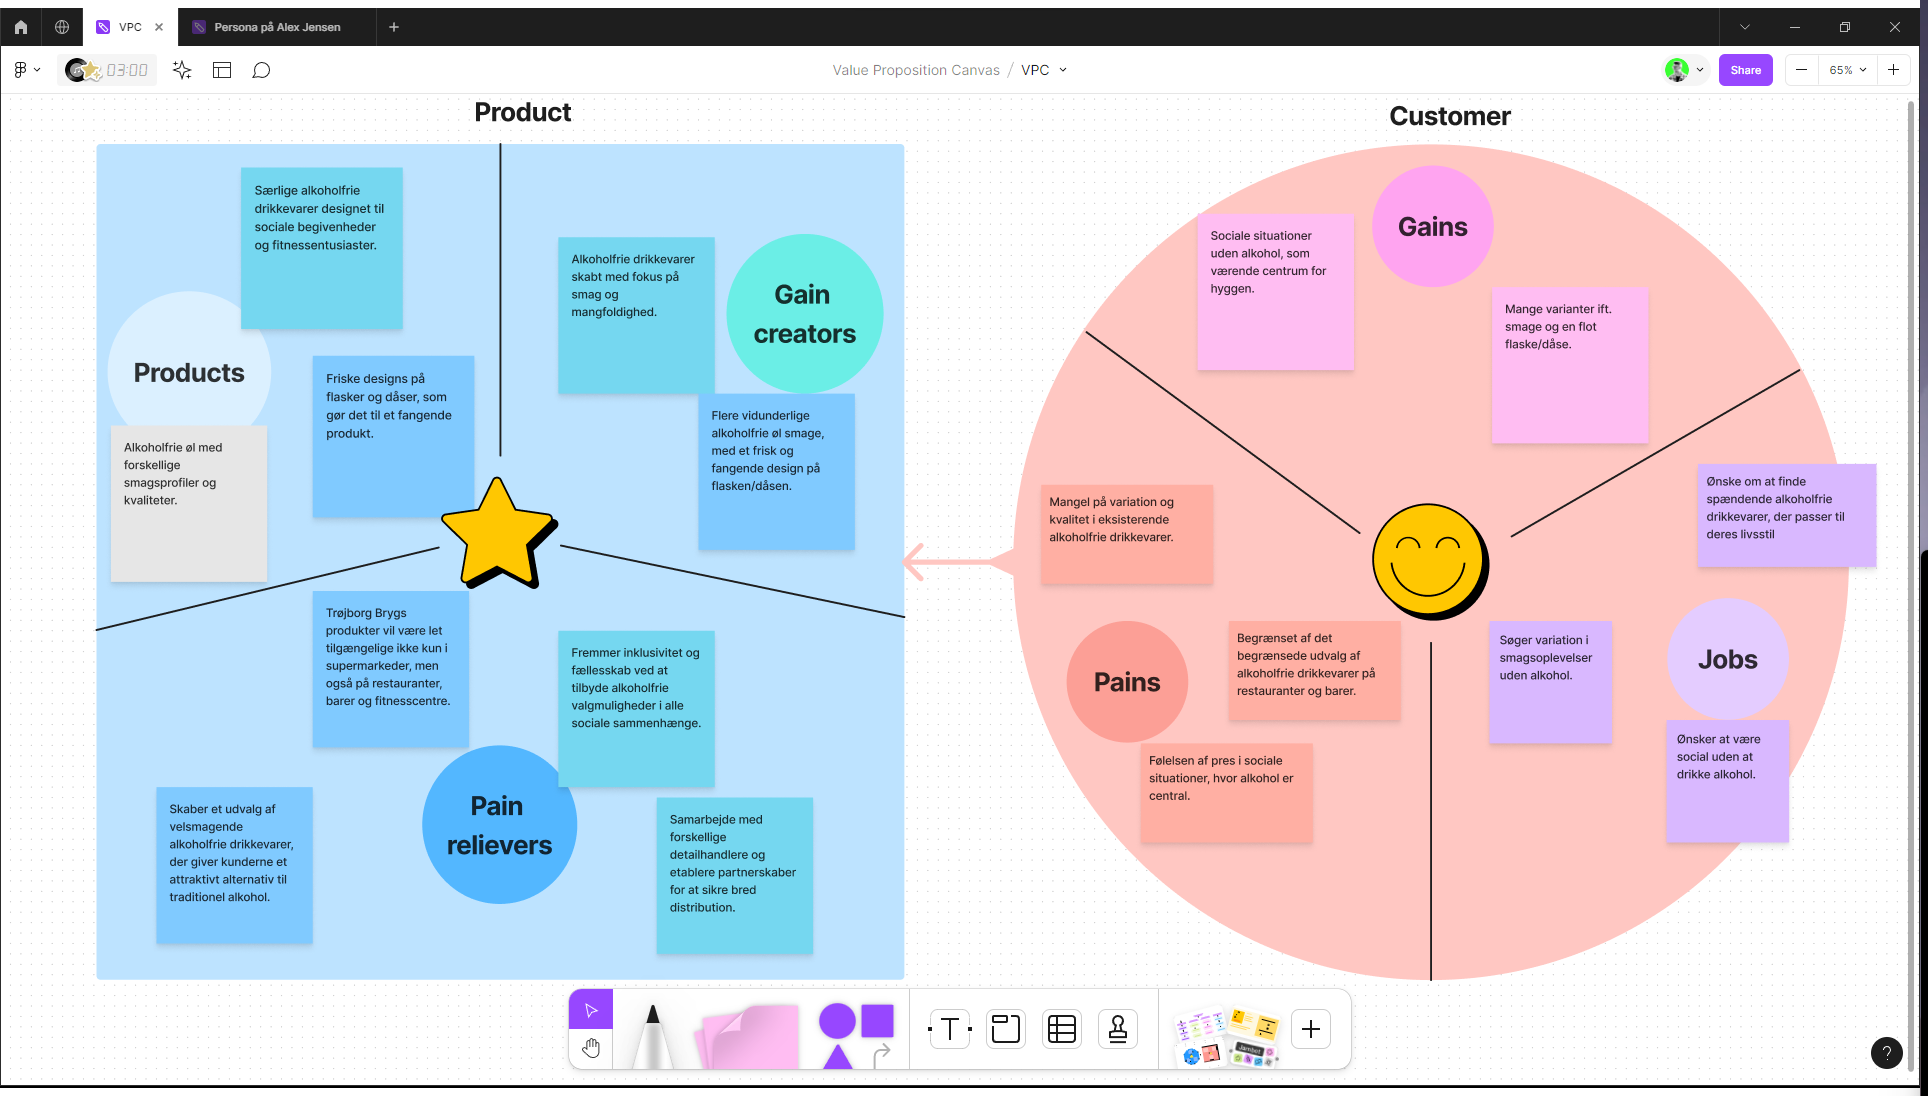 VPC
Persona på Alex Jensen
03:00
Value Proposition Canvas / VPC
Share
65%
Product
Særlige alkoholfrie
drikkevarer designet til
sociale begivenheder
og fitnessentusiaster.
Products
Friske designs på
flasker og dåser, som
gør det til et fangende
produkt.
Alkoholfrie øl med
forskellige
smagsprofiler og
kvaliteter.
Alkoholfrie drikkevarer
skabt med fokus på
smag og
mangfoldighed.
Gain
creators
Flere vidunderlige
alkoholfrie øl smage,
med et frisk og
fangende design på
flasken/dåsen.
Trøjborg Brygs
produkter vil være let
tilgængelige ikke kun i
supermarkeder, men
også på restauranter,
barer og fitnesscentre.
Fremmer inklusivitet og
fællesskab ved at
tilbyde alkoholfrie
valgmuligheder i alle
sociale sammenhænge.
Pain
relievers
Skaber et udvalg af
velsmagende
alkoholfrie drikkevarer,
der giver kunderne et
attraktivt alternativ til
traditionel alkohol.
Samarbejde med
forskellige
detailhandlere og
etablere partnerskaber
for at sikre bred
distribution.
Customer
Gains
Sociale situationer
uden alkohol, som
værende centrum for
hyggen.
Mange varianter ift.
smage og en flot
flaske/dåse.
Mangel på variation og
kvalitet i eksisterende
alkoholfrie drikkevarer.
Pains
Begrænset af det
begrænsede udvalg af
alkoholfrie drikkevarer på
restauranter og barer.
Følelsen af pres i sociale
situationer, hvor alkohol er
central.
Ønske om at finde
spændende alkoholfrie
drikkevarer, der passer til
deres livsstil
Søger variation i
smagsoplevelser
uden alkohol.
Jobs
Ønsker at være
social uden at
drikke alkohol.
T
Jambot
?